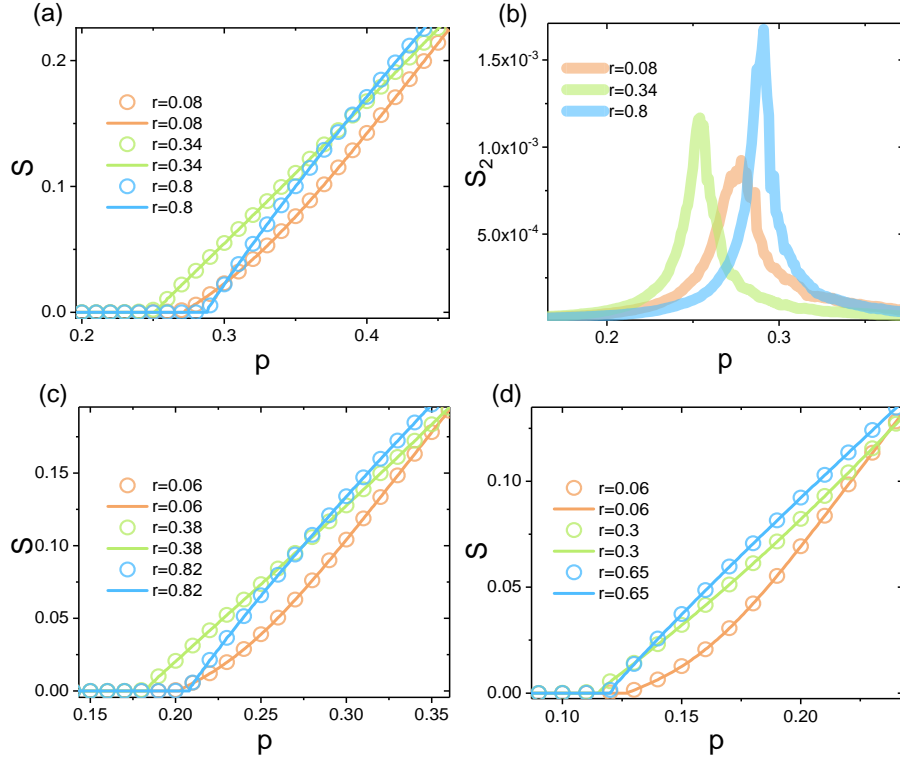 (a)
S
0.2
0.1
0.0
r=0.08
r=0.08
r=0.34
r=0.34
r=0.8
r=0.8
0.2
0.3
0.4
p
(b)
S2
1.5x10⁻³
1.0x10⁻³
5.0x10⁻⁴
r=0.08
r=0.34
r=0.8
0.2
0.3
p
(c)
S
0.15
0.10
0.05
0.00
r=0.06
r=0.06
r=0.38
r=0.38
r=0.82
r=0.82
0.15
0.20
0.25
0.30
0.35
p
(d)
S
0.10
0.05
0.00
r=0.06
r=0.06
r=0.3
r=0.3
r=0.65
r=0.65
0.10
0.15
0.20
p